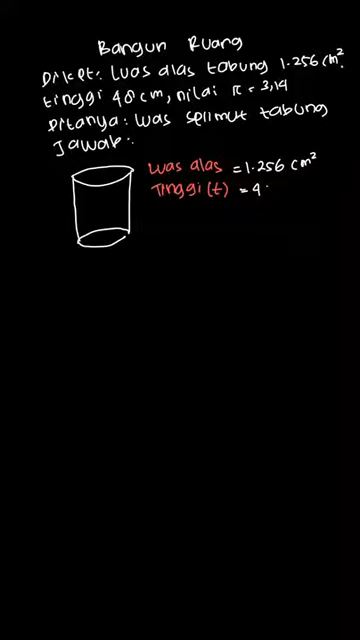 Bangun Ruang
Diket: Luas alas tabung 1.256 cm².
tinggi 40 cm, nilai π = 3,14
Ditanya: Luas selimut tabung
Jawab:
Luas alas = 1.256 cm²
Tinggi (t) = 4